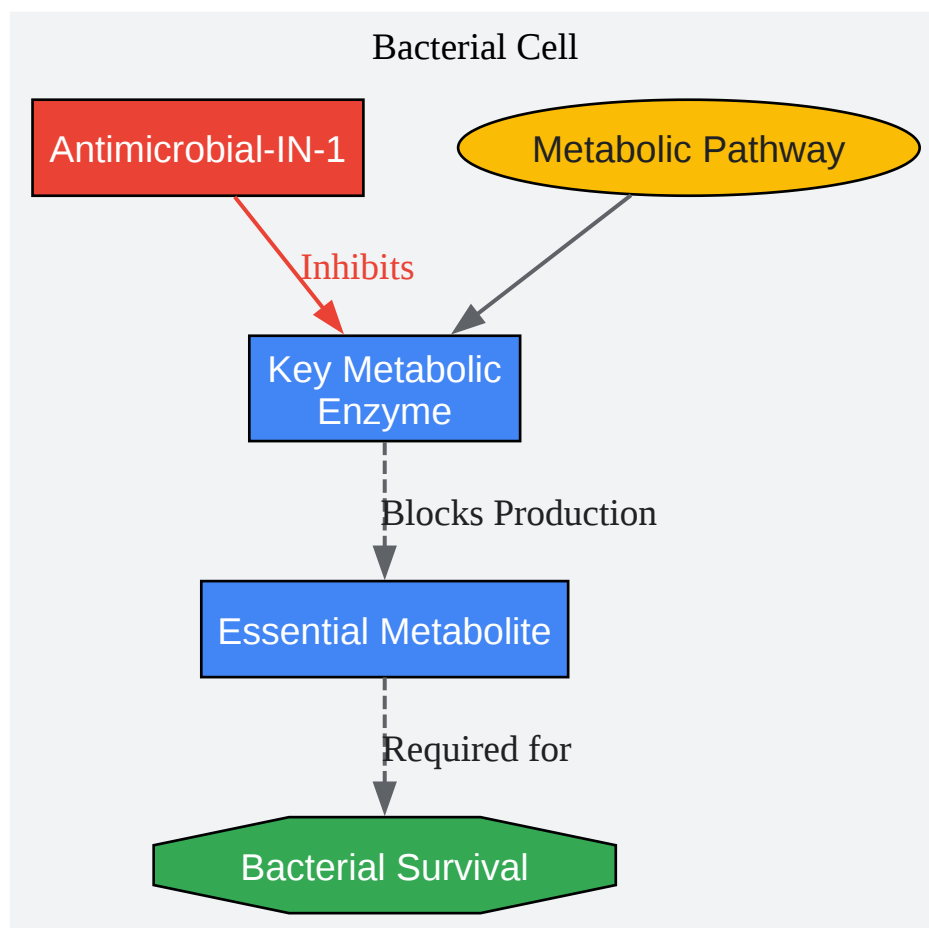 Bacterial Cell
Antimicrobial-IN-1
Metabolic Pathway
Inhibits
Key Metabolic
Enzyme
Blocks Production
Essential Metabolite
Required for
Bacterial Survival